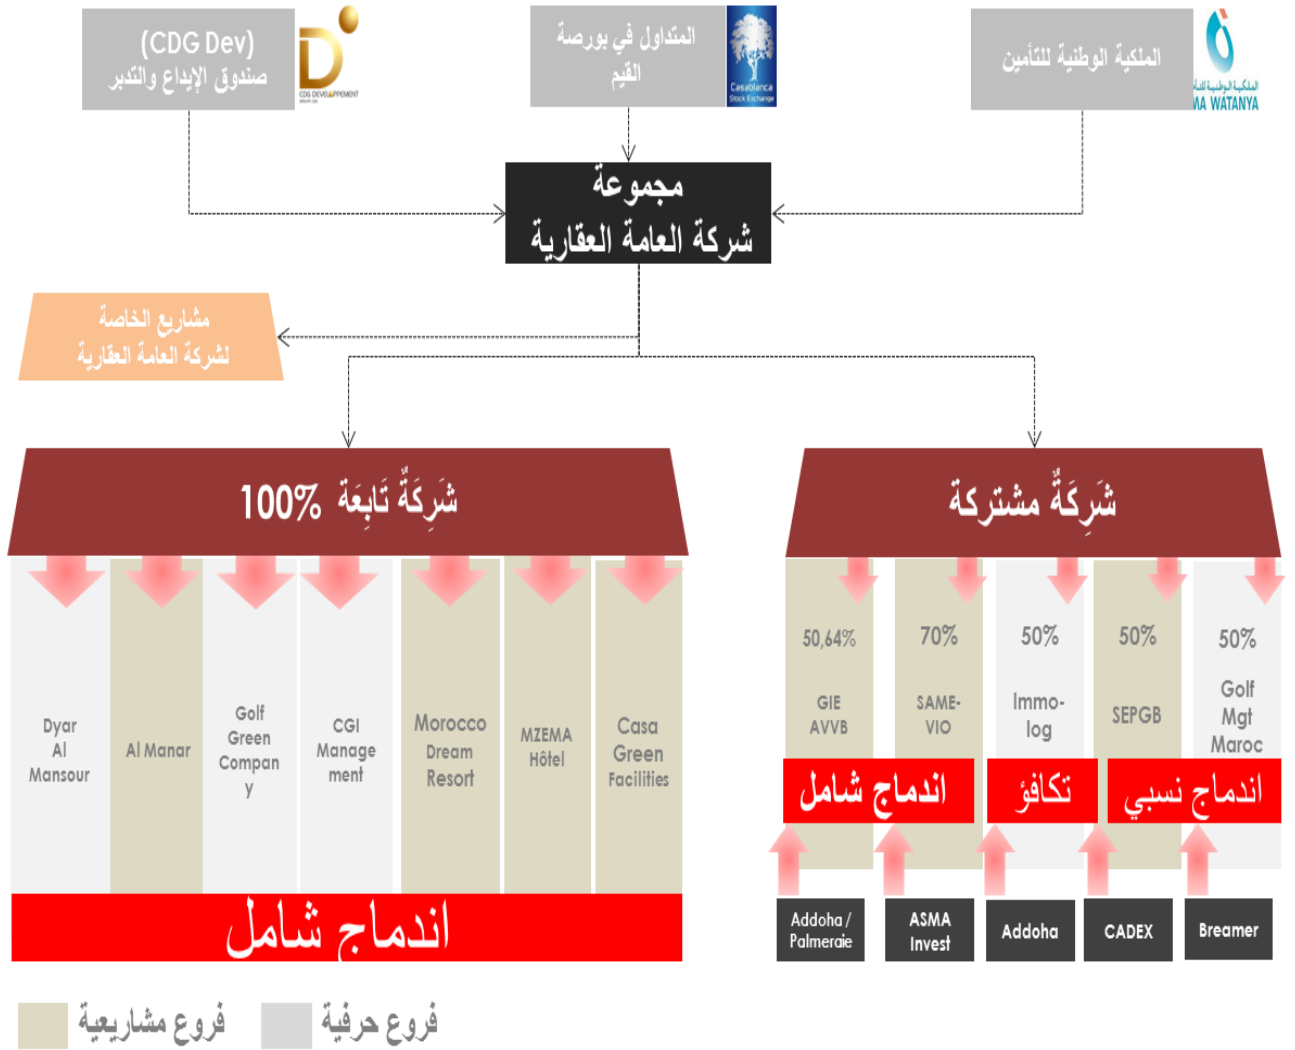 (CDG Dev)
صندوق الإيداع والتدبر
CDG DEVELOPPEMENT
المتداول في بورصة
القيم
Casablanca
Stock Exchange
الملكية الوطنية للتأمين
MA WATANYA
مجموعة
شركة العامة العقارية
مشاريع الخاصة
لشركة العامة العقارية
شَرِكَةٌ تَابِعَة 100%
شَرِكَةٌ مشتركة
Dyar
Al
Mansour
Al Manar
Golf
Green
Compan
y
CGI
Manage
ment
Morocco
Dream
Resort
MZEMA
Hôtel
Casa
Green
Facilities
اندماج شامل
50,64%
GIE
AVVB
70%
SAME-
VIO
50%
Immo-
log
50%
SEPGB
50%
Golf
Mgt
Maroc
اندماج شامل
تكافؤ
اندماج نسبي
Addoha /
Palmeraie
ASMA
Invest
Addoha
CADEX
Breamer
فروع مشاريعية
فروع حرفية